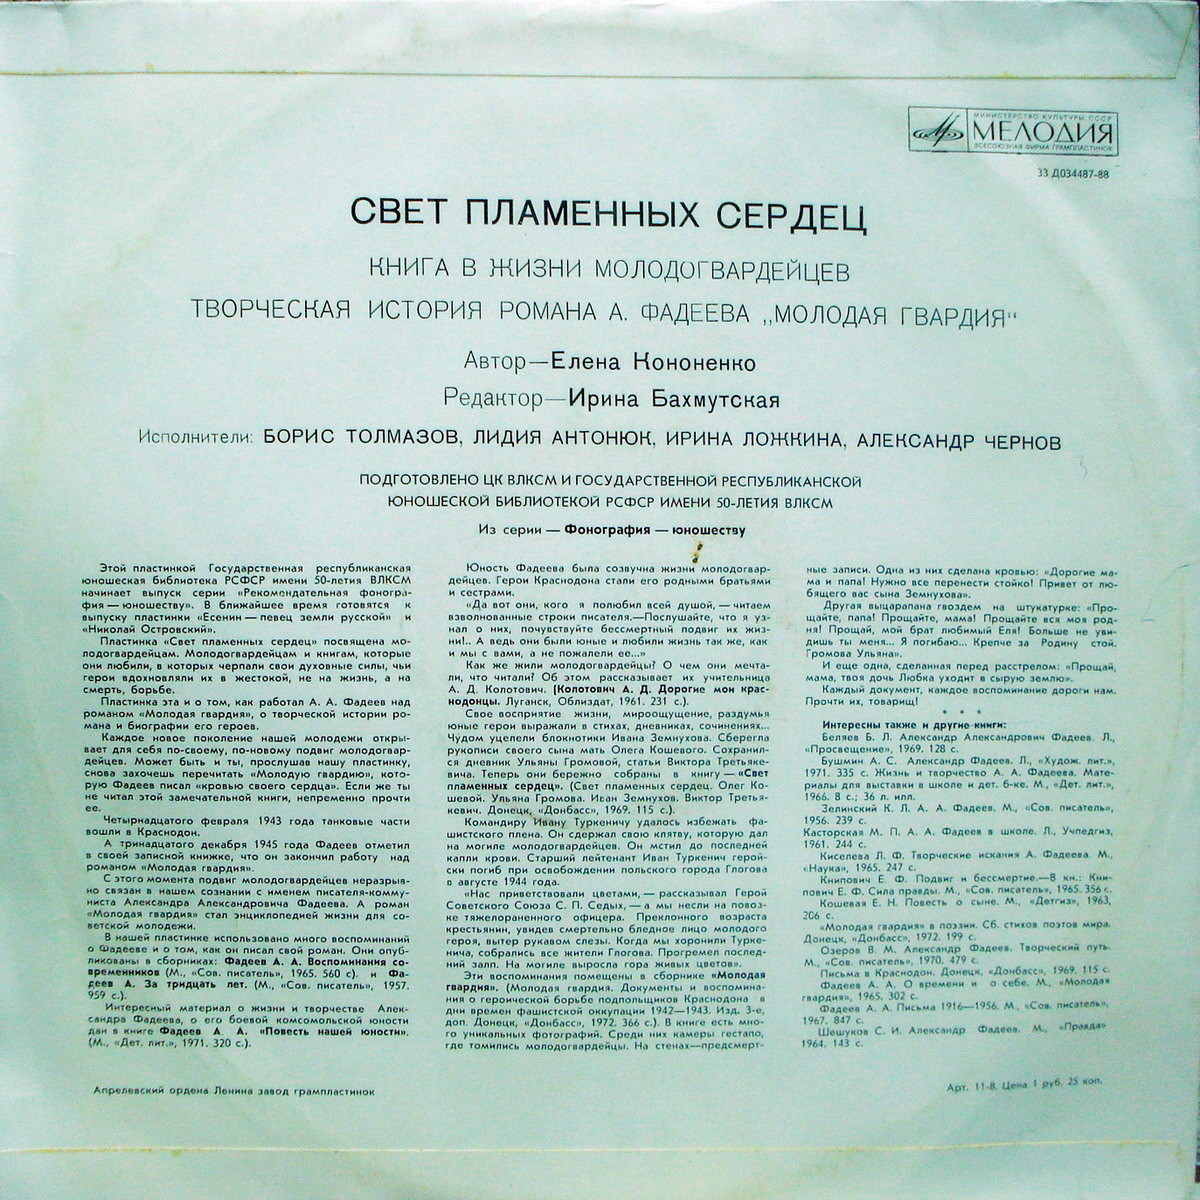 МИНИСТЕРСТВО КУЛЬТУРЫ СССР
МЕЛОДИЯ
ВСЕСОЮЗНАЯ ФИРМА ГРАМПЛАСТИНОК
33 Д034487-88
СВЕТ ПЛАМЕННЫХ СЕРДЕЦ
КНИГА В ЖИЗНИ МОЛОДОГВАРДЕЙЦЕВ
ТВОРЧЕСКАЯ ИСТОРИЯ РОМАНА А. ФАДЕЕВА „МОЛОДАЯ ГВАРДИЯ“
Автор—Елена Кононенко
Редактор—Ирина Бахмутская
Исполнители: БОРИС ТОЛМАЗОВ, ЛИДИЯ АНТОНЮК, ИРИНА ЛОЖКИНА, АЛЕКСАНДР ЧЕРНОВ
ПОДГОТОВЛЕНО ЦК ВЛКСМ И ГОСУДАРСТВЕННОЙ РЕСПУБЛИКАНСКОЙ
ЮНОШЕСКОЙ БИБЛИОТЕКОЙ РСФСР ИМЕНИ 50-ЛЕТИЯ ВЛКСМ
Из серии — Фонография — юношеству
Этой пластинкой Государственная республиканская
юношеская библиотека РСФСР имени 50-летия ВЛКСМ
начинает выпуск серии «Рекомендательная фоногра-
фия — юношеству». В ближайшее время готовятся к
выпуску пластинки «Есенин — певец земли русской» и
«Николай Островский».
Пластинка «Свет пламенных сердец» посвящена мо-
лодогвардейцам. Молодогвардейцам и книгам, которые
они любили, в которых черпали свои духовные силы, чьи
герои вдохновляли их в жестокой, не на жизнь, а на
смерть, борьбе.
Пластинка эта и о том, как работал А. А. Фадеев над
романом «Молодая гвардия», о творческой истории ро-
мана и биографии его героев.
Каждое новое поколение нашей молодежи откры-
вает для себя по-своему, по-новому подвиг молодогвар-
дейцев. Может быть и ты, прослушав нашу пластинку,
снова захочешь перечитать «Молодую гвардию», кото-
рую Фадеев писал «кровью своего сердца». Если же ты
не читал этой замечательной книги, непременно прочти
ее.
Четырнадцатого февраля 1943 года танковые части
вошли в Краснодон.
А тринадцатого декабря 1945 года Фадеев отметил
в своей записной книжке, что он закончил работу над
романом «Молодая гвардия».
С этого момента подвиг молодогвардейцев неразрыв-
но связан в нашем сознании с именем писателя-комму-
ниста Александра Александровича Фадеева. А роман
«Молодая гвардия» стал энциклопедией жизни для со-
ветской молодежи.
В нашей пластинке использовано много воспоминаний
о Фадееве и о том, как он писал свой роман. Они опуб-
ликованы в сборниках: Фадеев А. А. Воспоминания со-
временников (М., «Сов. писатель», 1965. 560 с). и Фа-
деев А. За тридцать лет. (М., «Сов. писатель», 1957.
959 с.).
Интересный материал о жизни и творчестве Алек-
сандра Фадеева, о его боевой комсомольской юности
дан в книге Фадеев А. А. «Повесть нашей юности».
(М., «Дет. лит.», 1971. 320 с.).
Юность Фадеева была созвучна жизни молодогвар-
дейцев. Герои Краснодона стали его родными братьями
и сестрами.
«Да вот они, кого я полюбил всей душой, — читаем
взволнованные строки писателя.—Послушайте, что я уз-
нал о них, почувствуйте бессмертный подвиг их жиз-
ни!.. А ведь они были юные и любили жизнь так же, как
и мы с вами, а не пожалели ее...»
Как же жили молодогвардейцы? О чем они мечта-
ли, что читали? Об этом рассказывает их учительница
А. Д. Колотович. (Колотович А. Д. Дорогие мои крас-
нодонцы. Луганск, Облиздат, 1961. 231 с.).
Свое восприятие жизни, мироощущение, раздумья
юные герои выражали в стихах, дневниках, сочинениях...
Чудом уцелели блокнотики Ивана Земнухова. Сберегла
рукописи своего сына мать Олега Кошевого. Сохранил-
ся дневник Ульяны Громовой, статьи Виктора Третьяке-
вича. Теперь они бережно собраны в книгу — «Свет
пламенных сердец». (Свет пламенных сердец. Олег Ко-
шевой. Ульяна Громова. Иван Земнухов. Виктор Третья-
кевич. Донецк, «Донбасс», 1969. 115 с.).
Командиру Ивану Туркеничу удалось избежать фа-
шистского плена. Он сдержал свою клятву, которую дал
на могиле молодогвардейцев. Он мстил до последней
капли крови. Старший лейтенант Иван Туркенич герой-
ски погиб при освобождении польского города Глогова
в августе 1944 года.
«Нас приветствовали цветами, — рассказывал Герой
Советского Союза С. П. Седых,— а мы несли на повоз-
ке тяжелораненного офицера. Преклонного возраста
крестьянин, увидев смертельно бледное лицо молодого
героя, вытер рукавом слезы. Когда мы хоронили Турке-
нича, собрались все жители Глогова. Прогремел послед-
ний залп. На могиле выросла гора живых цветов».
Эти воспоминания помещены в сборнике «Молодая
гвардия». (Молодая гвардия. Документы и воспомина-
ния о героической борьбе подпольщиков Краснодона в
дни времен фашистской оккупации 1942—1943. Изд. 3-е,
доп. Донецк, «Донбасс», 1972. 366 с.). В книге есть мно-
го уникальных фотографий. Среди них камеры гестапо,
где томились молодогвардейцы. На стенах—предсмерт-
ные записи. Одна из них сделана кровью: «Дорогие ма-
ма и папа! Нужно все перенести стойко! Привет от лю-
бящего вас сына Земнухова».
Другая выцарапана гвоздем на штукатурке: «Про-
щайте, папа! Прощайте, мама! Прощайте вся моя род-
ня! Прощай, мой брат любимый Еля! Больше не уви-
дишь ты меня... Я погибаю... Крепче за Родину стой.
Громова Ульяна».
И еще одна, сделанная перед расстрелом: «Прощай,
мама, твоя дочь Любка уходит в сырую землю».
Каждый документ, каждое воспоминание дороги нам.
Прочти их, товарищ!
* * *
Интересны также и другие книги:
Беляев Б. Л. Александр Александрович Фадеев. Л.,
«Просвещение», 1969. 128 с.
Бушмин А. С. Александр Фадеев. Л., «Худож. лит.»,
1971. 335 с. Жизнь и творчество А. А. Фадеева. Мате-
риалы для выставки в школе и дет. б-ке. М., «Дет. лит.»,
1966. 8 с.; 36 л. илл.
Зелинский К. Л. А. А. Фадеев. М., «Сов. писатель»,
1956. 239 с.
Касторская М. П. А. А. Фадеев в школе. Л., Учпедгиз,
1961. 244 с.
Киселева Л. Ф. Творческие искания А. Фадеева. М.,
«Наука», 1965. 247 с.
Книпович Е. Ф. Подвиг и бессмертие.—В кн.: Кни-
пович Е. Ф. Сила правды. М., «Сов. писатель», 1965. 356 с.
Кошевая Е. Н. Повесть о сыне. М., «Детгиз», 1963,
206 с.
«Молодая гвардия» в поэзии. Сб. стихов поэтов мира.
Донецк, «Донбасс», 1972. 199 с.
Озеров В. М. Александр Фадеев. Творческий путь.
М., «Сов. писатель», 1970. 479 с.
Письма в Краснодон. Донецк, «Донбасс», 1969. 115 с.
Фадеев А. А. О времени и о себе. М., «Молодая
гвардия», 1965. 302 с.
Фадеев А. А. Письма 1916—1956. М., «Сов. писатель»,
1967. 847 с.
Шешуков С. И. Александр Фадеев. М., «Правда»
1964. 143 с.
Апрелевский ордена Ленина завод грампластинок
Арт. 11-8. Цена 1 руб. 25 коп.